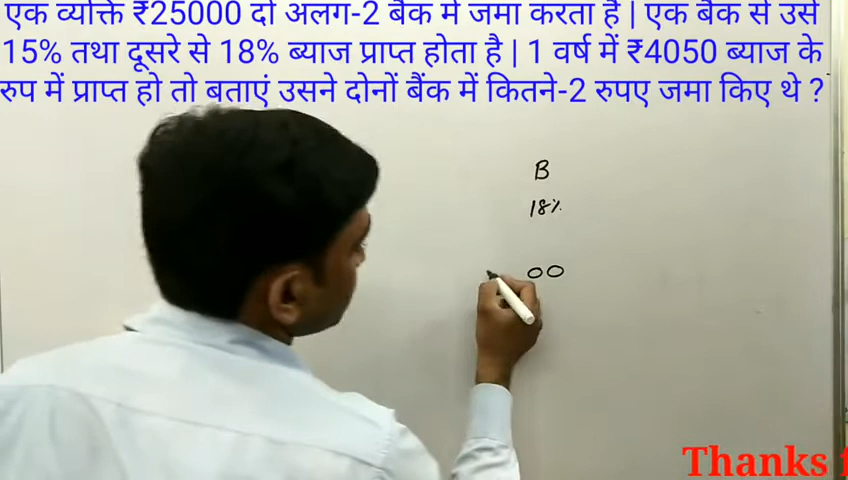 एक व्यक्ति ₹25000 दो अलग-2 बैंक में जमा करता है | एक बैंक से उसे
15% तथा दूसरे से 18% ब्याज प्राप्त होता है | 1 वर्ष में ₹4050 ब्याज के
रुप में प्राप्त हो तो बताएं उसने दोनों बैंक में कितने-2 रुपए जमा किए थे ?
B
18%
00
Thanks